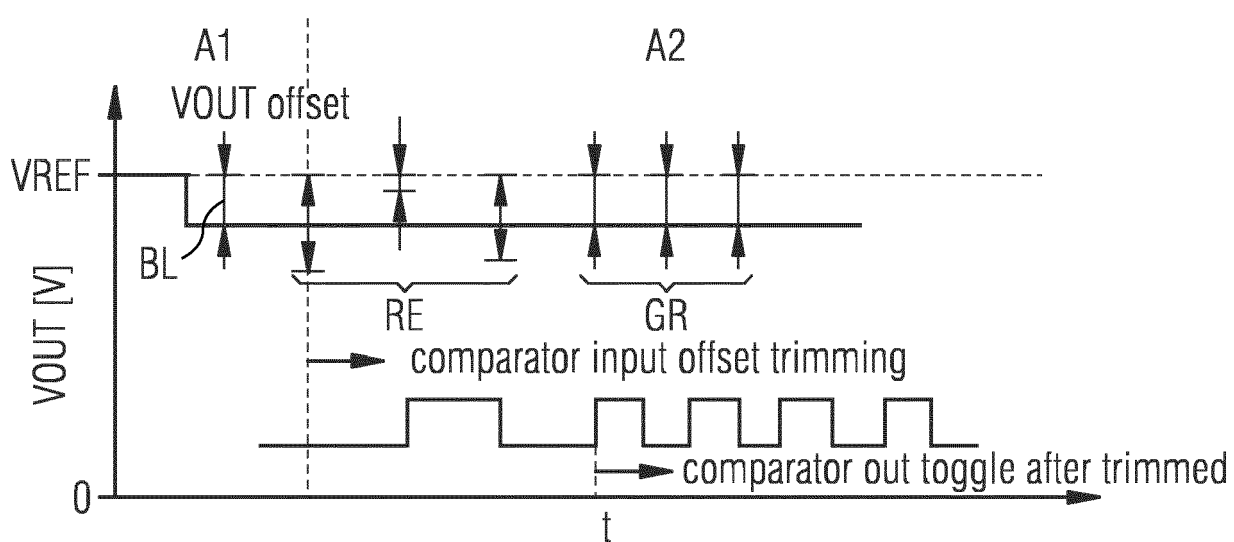 A1
A2
VOUT offset
VREF
BL
RE
GR
VOUT [V]
comparator input offset trimming
comparator out toggle after trimmed
0
t